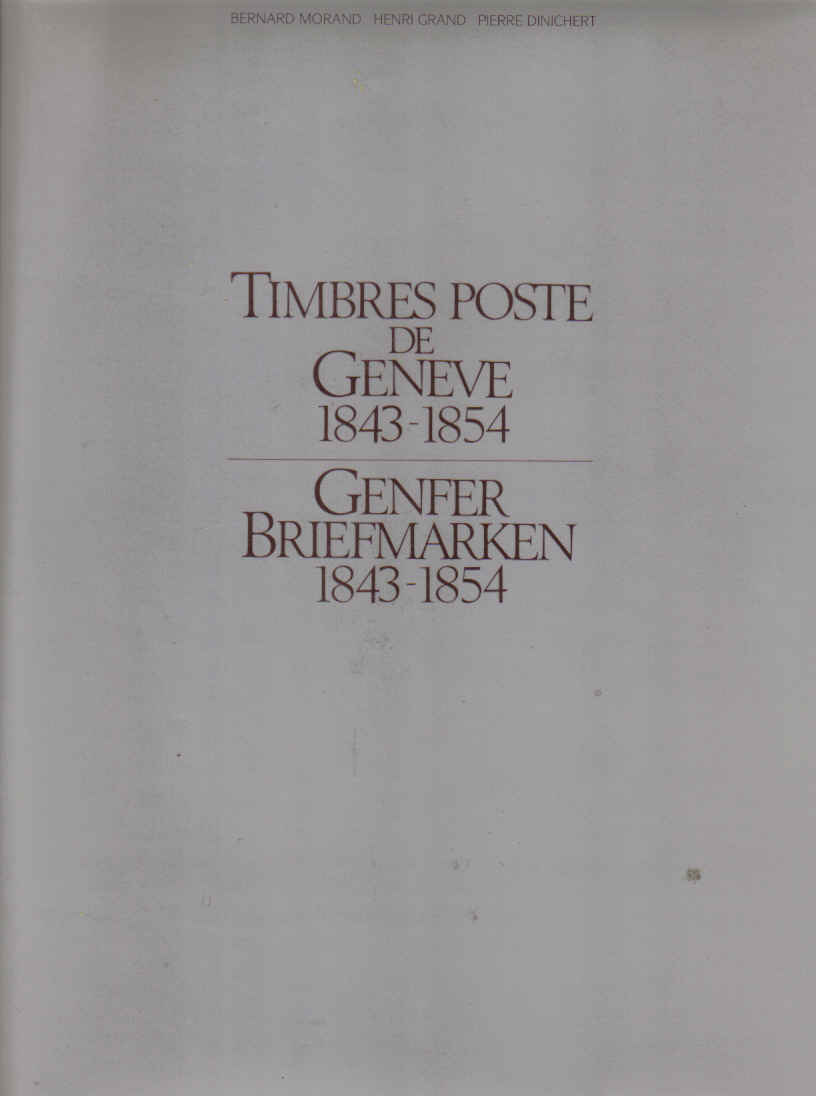 BERNARD MORAND HENRI GRAND PIERRE DINICHERT
TIMBRES POSTE
DE
GENEVE
1843-1854
GENFER
BRIEFMARKEN
1843-1854